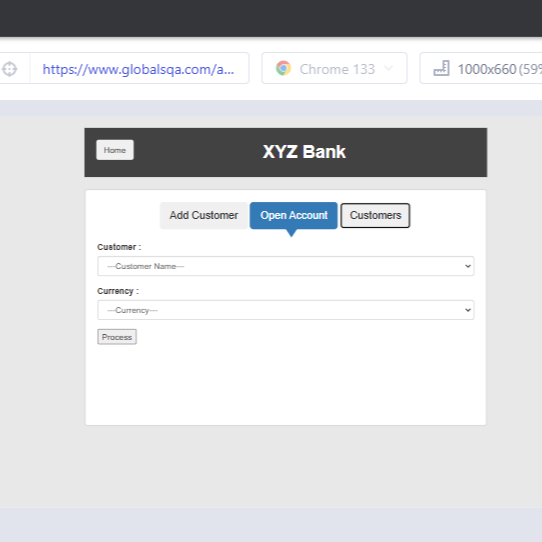 https://www.globalsqa.com/a...
Chrome 133
1000x660 (59%
Home
XYZ Bank
Add Customer
Open Account
Customers
Customer :
---Customer Name---
Currency :
---Currency---
Process